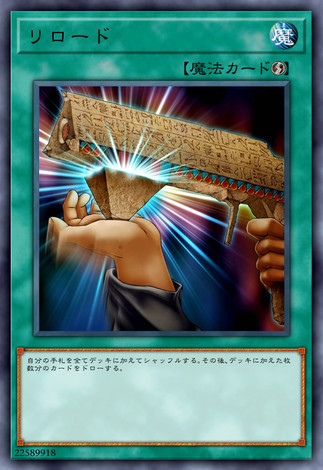 リロード
魔
【魔法カード】
自分の手札を全てデッキに加えてシャッフルする。その後、デッキに加えた枚
数分のカードをドローする。
22589918